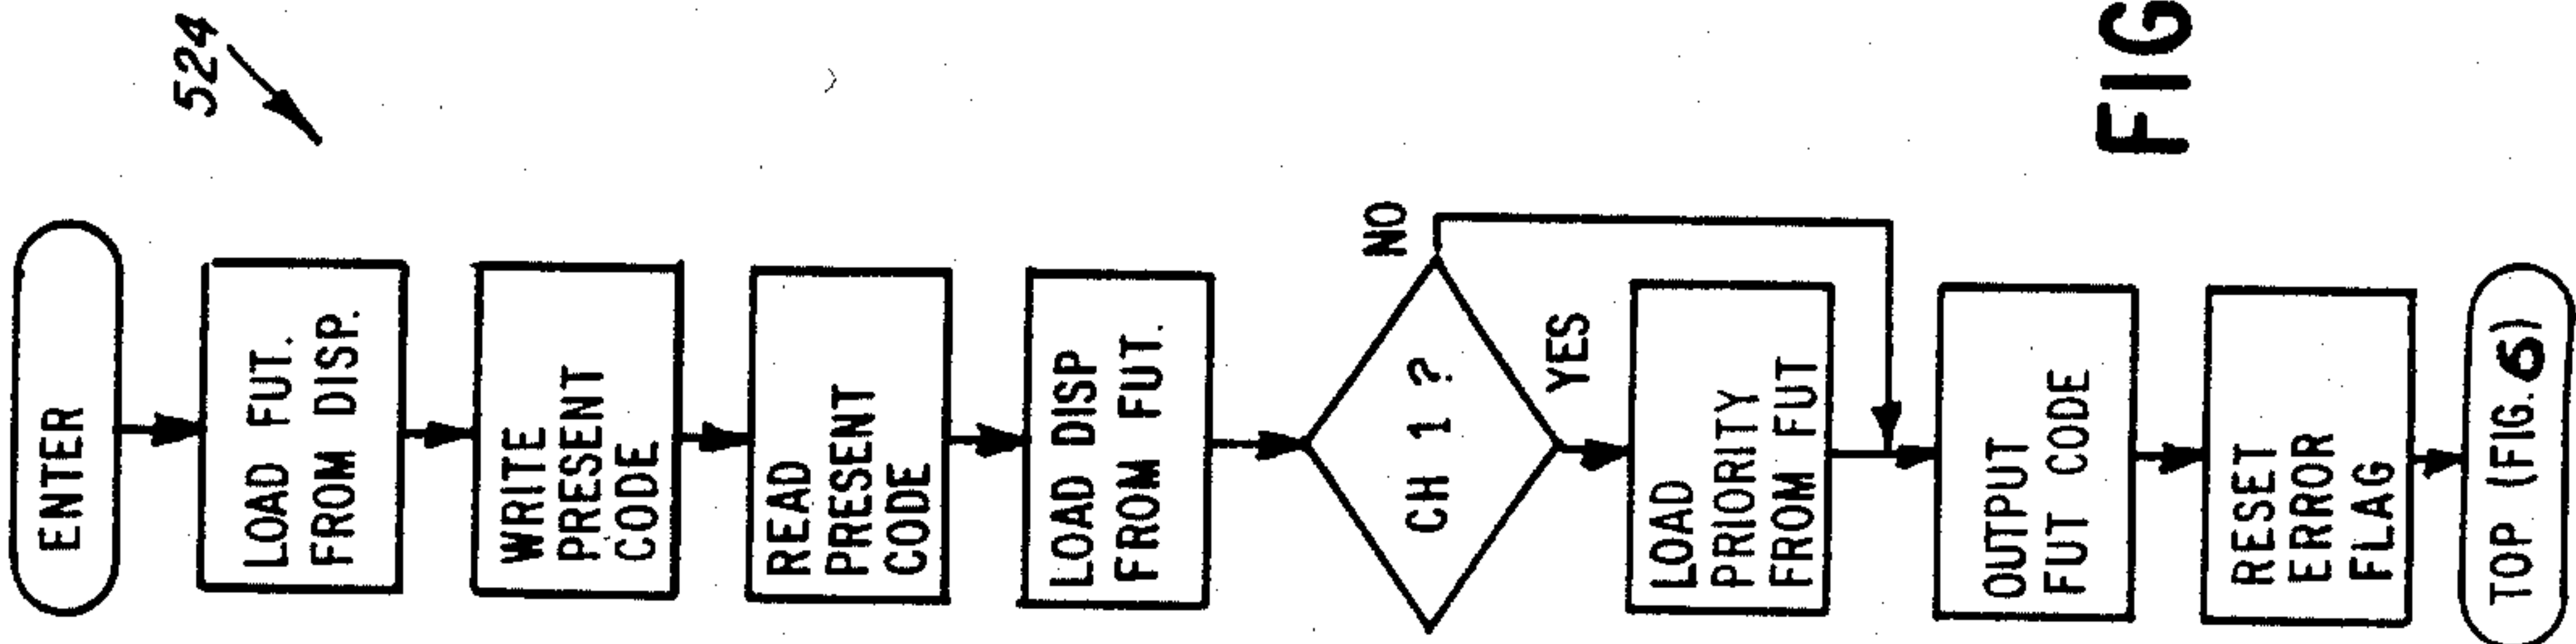 524
ENTER
LOAD FUT.
FROM DISP.
WRITE
PRESENT
CODE
READ
PRESENT
CODE
LOAD DISP
FROM FUT.
CH 1 ?
NO
YES
LOAD
PRIORITY
FROM FUT
OUTPUT
FUT CODE
RESET
ERROR
FLAG
TOP (FIG. 6)
FIG